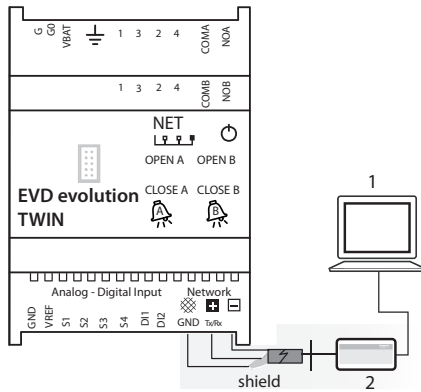 G G0 VBAT 1 3 2 4 COMA NOA
1 3 2 4 COMB NOB
NET
OPEN A OPEN B
CLOSE A CLOSE B
EVD evolution
TWIN
A B
Analog - Digital Input Network
GND VREF S1 S2 S3 S4 DI1 DI2 GND Tx/Rx
shield
1
2